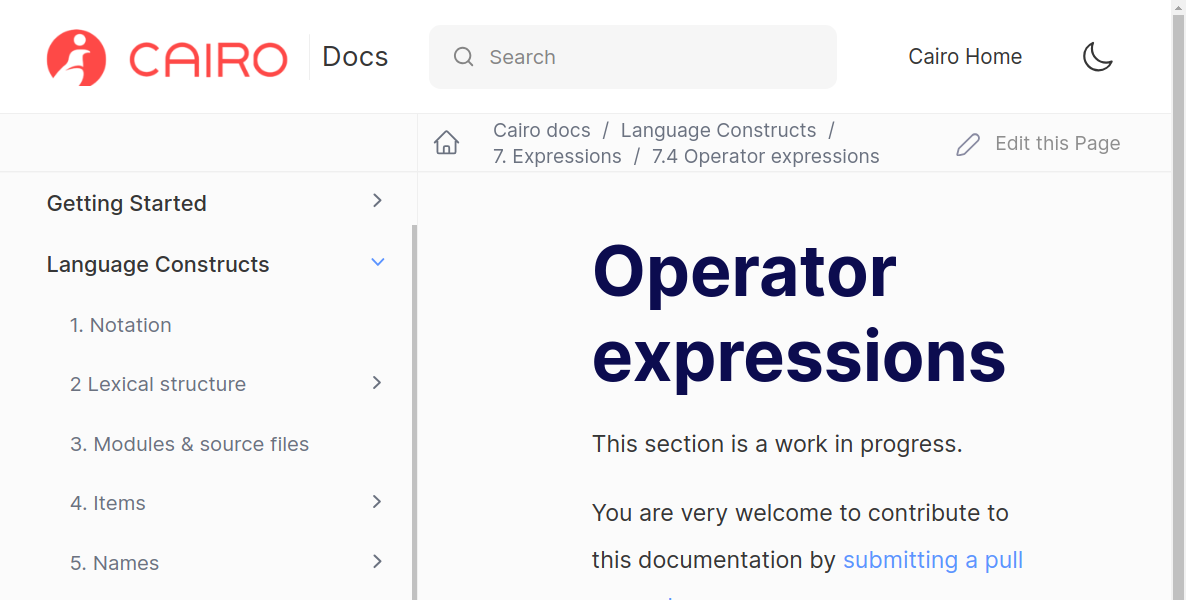 CAIRO Docs
Search
Cairo Home
Cairo docs / Language Constructs /
7. Expressions / 7.4 Operator expressions
Edit this Page
Getting Started
Language Constructs
1. Notation
2 Lexical structure
3. Modules & source files
4. Items
5. Names
Operator
expressions
This section is a work in progress.
You are very welcome to contribute to
this documentation by submitting a pull